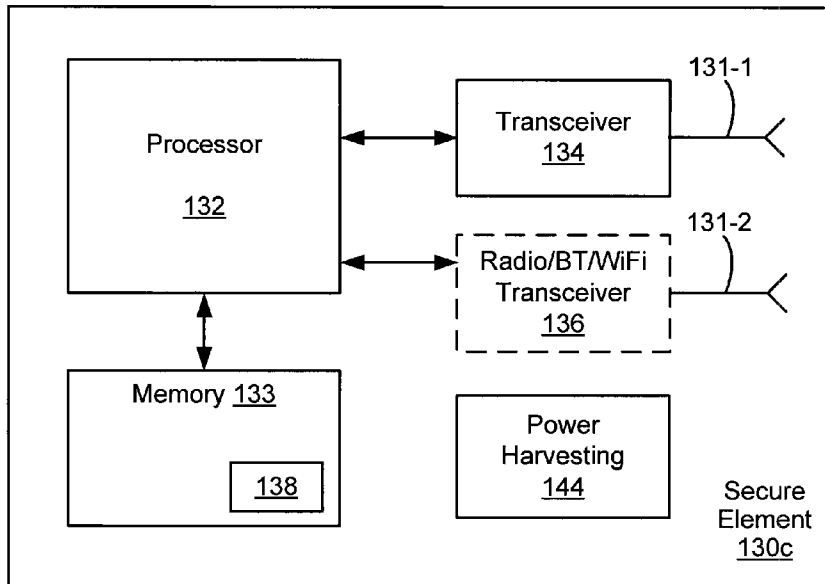 131-1
Processor
132
Transceiver
134
131-2
Radio/BT/WiFi
Transceiver
136
Memory 133
138
Power
Harvesting
144
Secure
Element
130c